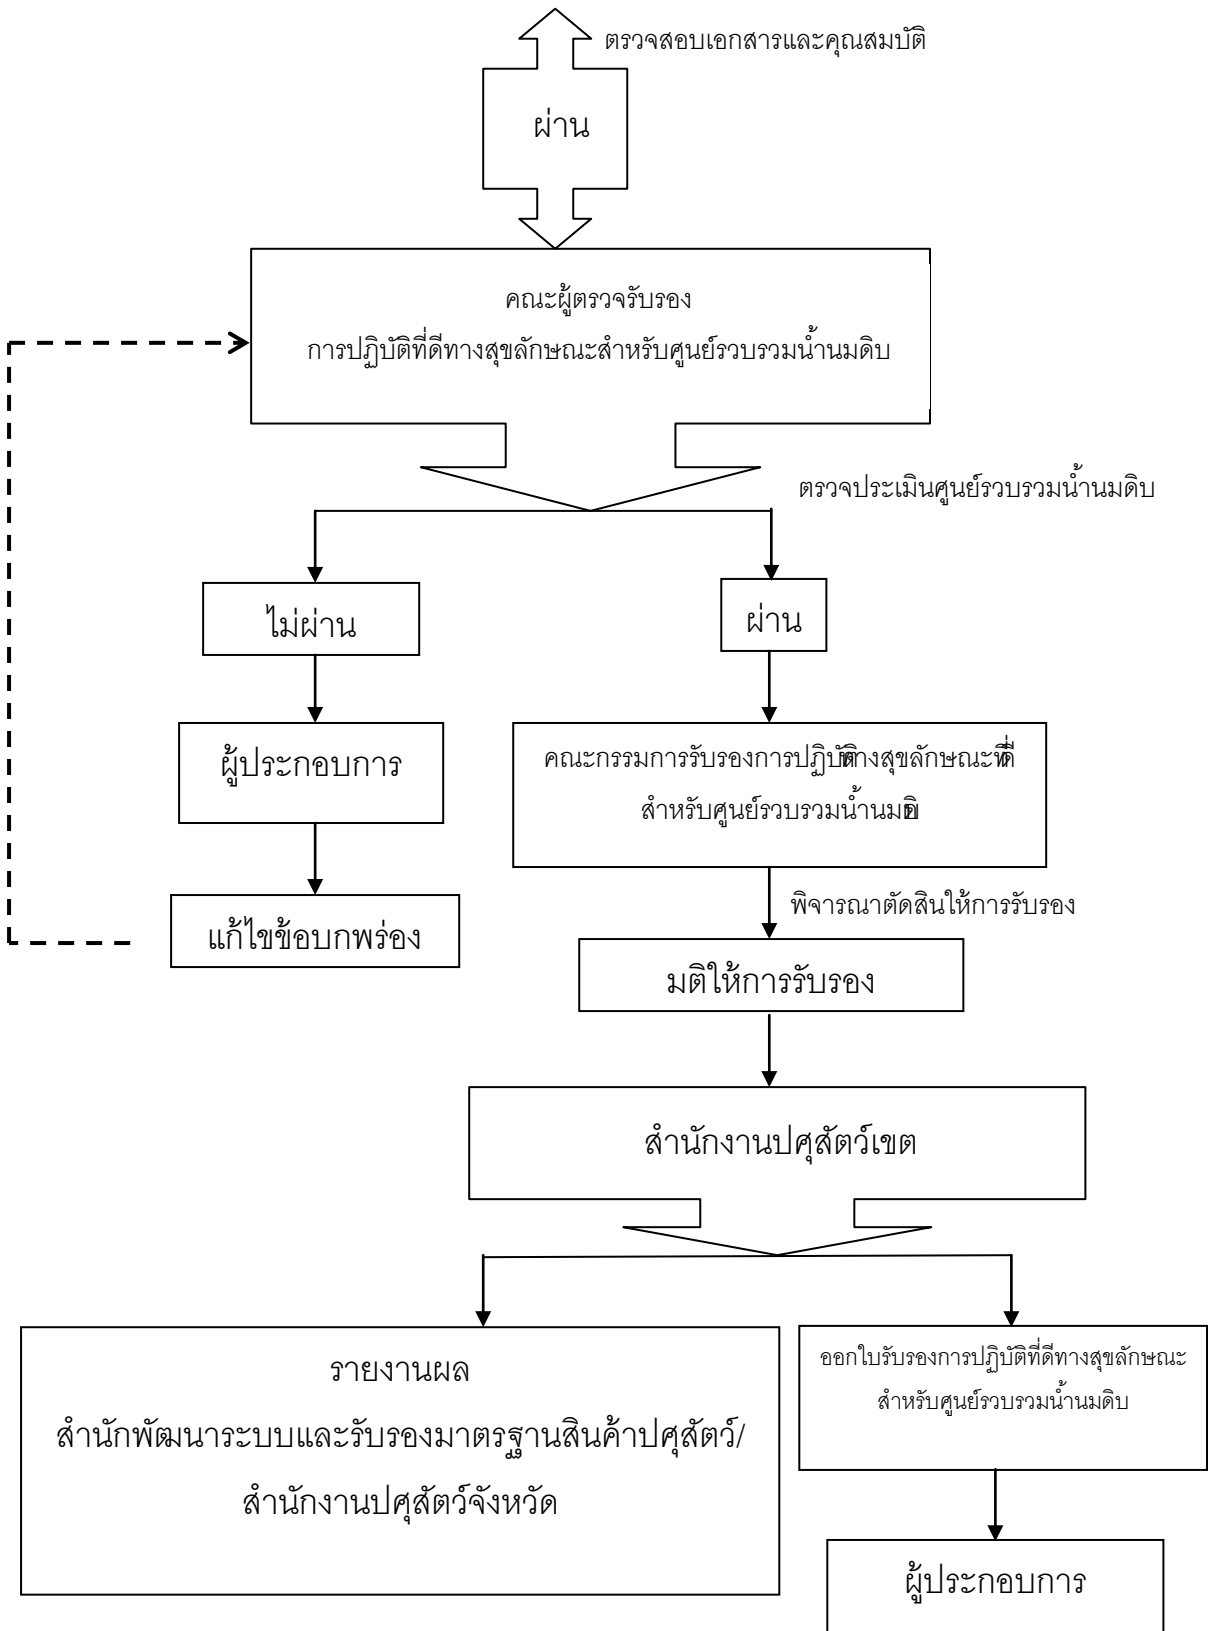 ตรวจสอบเอกสารและคุณสมบัติ
ผ่าน
คณะผู้ตรวจรับรอง
การปฏิบัติที่ดีทางสุขลักษณะสำหรับศูนย์รวบรวมน้ำนมดิบ
ตรวจประเมินศูนย์รวบรวมน้ำนมดิบ
ไม่ผ่าน
ผ่าน
ผู้ประกอบการ
คณะกรรมการรับรองการปฏิบัติทางสุขลักษณะที่ดี
สำหรับศูนย์รวบรวมน้ำนมดิบ
แก้ไขข้อบกพร่อง
พิจารณาตัดสินให้การรับรอง
มติให้การรับรอง
สำนักงานปศุสัตว์เขต
รายงานผล
สำนักพัฒนาระบบและรับรองมาตรฐานสินค้าปศุสัตว์/
สำนักงานปศุสัตว์จังหวัด
ออกใบรับรองการปฏิบัติที่ดีทางสุขลักษณะ
สำหรับศูนย์รวบรวมน้ำนมดิบ
ผู้ประกอบการ